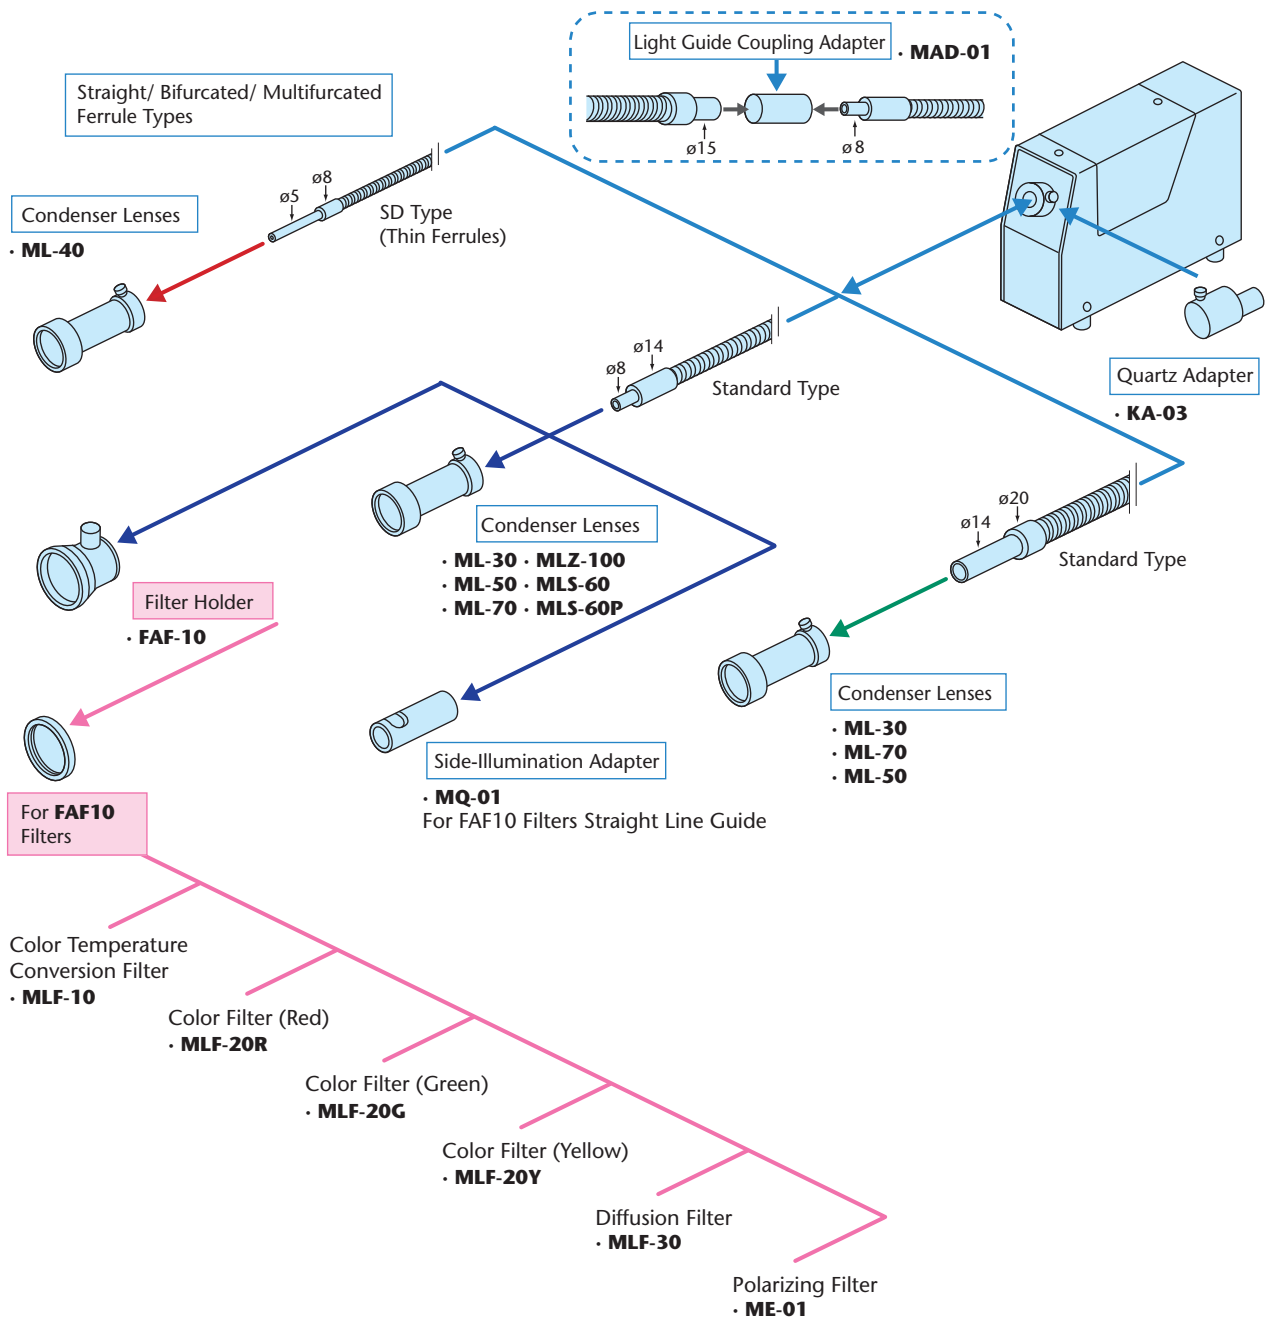 Light Guide Coupling Adapter
· MAD-01
ø15
ø8
Straight/ Bifurcated/ Multifurcated
Ferrule Types
ø8
ø5
SD Type
(Thin Ferrules)
Condenser Lenses
· ML-40
Quartz Adapter
· KA-03
ø14
ø8
Standard Type
Condenser Lenses
· ML-30 · MLZ-100
· ML-50 · MLS-60
· ML-70 · MLS-60P
ø20
ø14
Standard Type
Filter Holder
· FAF-10
Condenser Lenses
· ML-30
· ML-70
· ML-50
Side-Illumination Adapter
· MQ-01
For FAF10 Filters Straight Line Guide
For FAF10
Filters
Color Temperature
Conversion Filter
· MLF-10
Color Filter (Red)
· MLF-20R
Color Filter (Green)
· MLF-20G
Color Filter (Yellow)
· MLF-20Y
Diffusion Filter
· MLF-30
Polarizing Filter
· ME-01